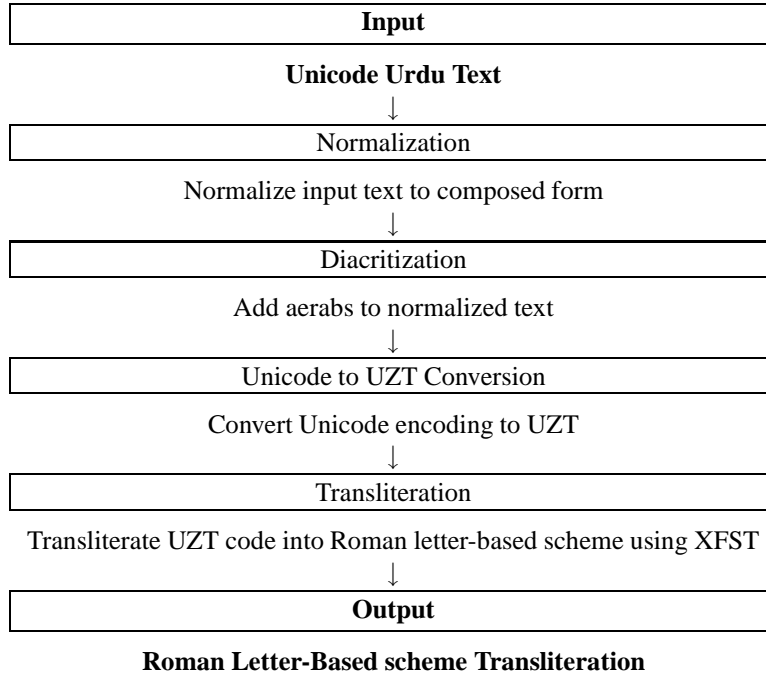 Input
Unicode Urdu Text
↓
Normalization
Normalize input text to composed form
↓
Diacritization
Add aerabs to normalized text
↓
Unicode to UZT Conversion
Convert Unicode encoding to UZT
↓
Transliteration
Transliterate UZT code into Roman letter-based scheme using XFST
↓
Output
Roman Letter-Based scheme Transliteration